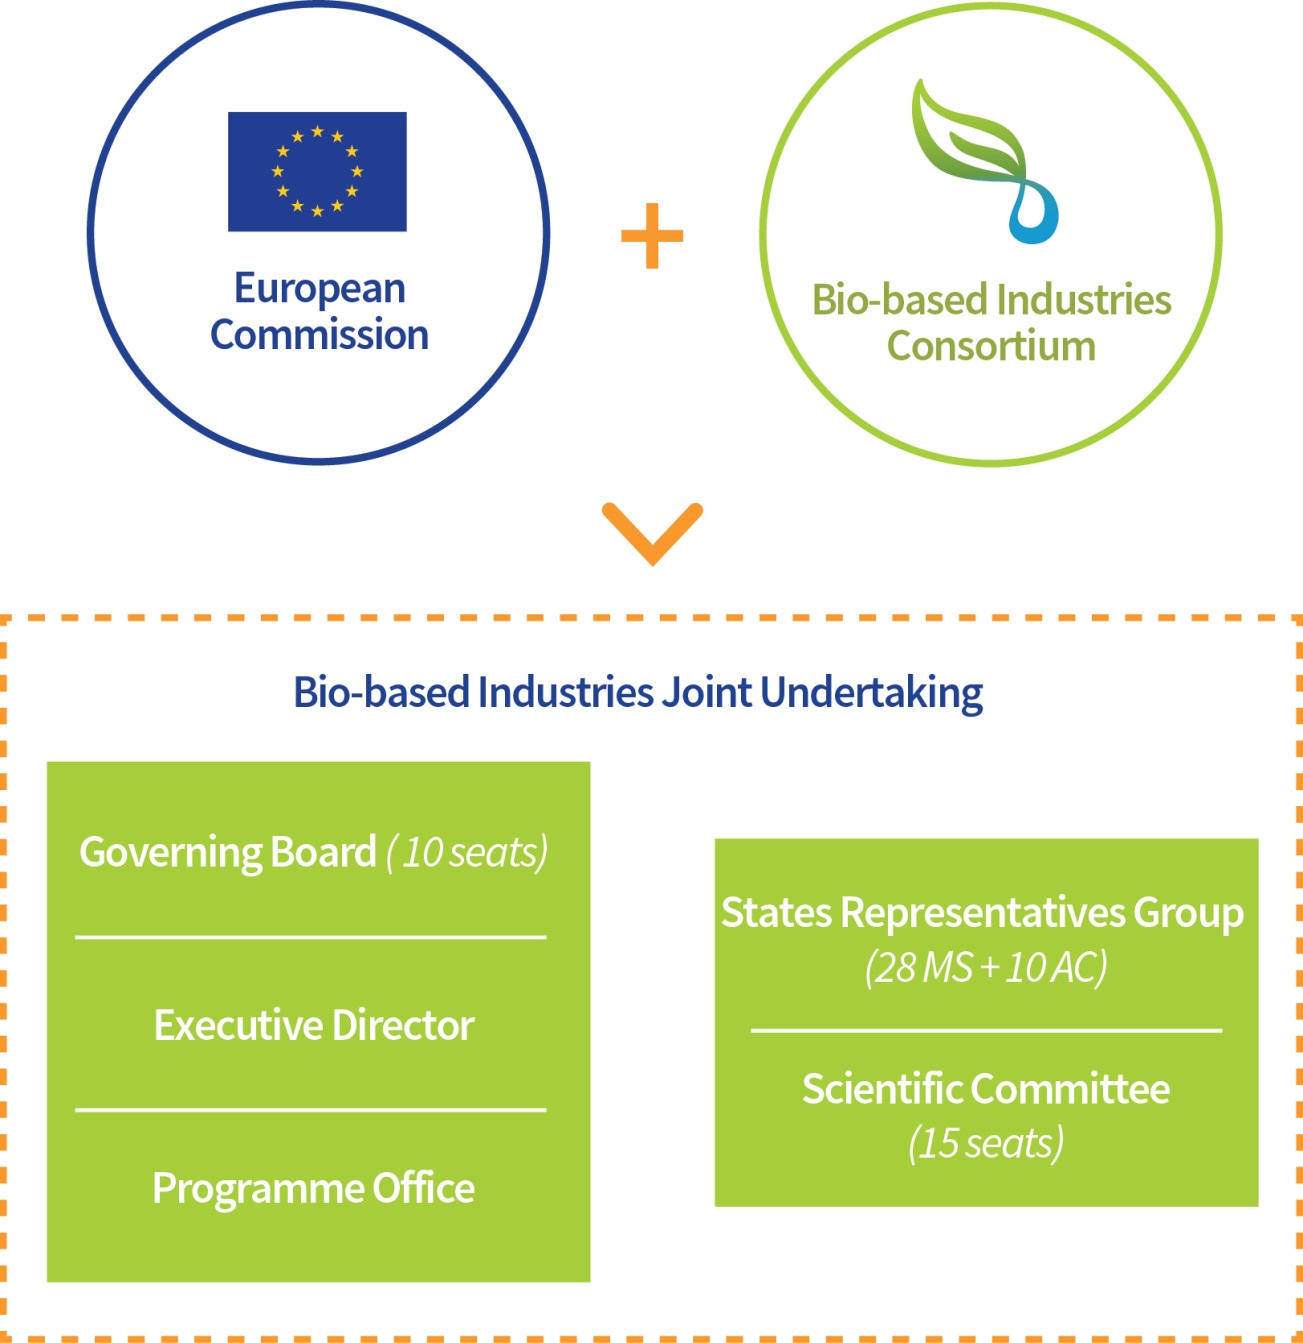 European
Commission
+
Bio-based Industries
Consortium
Bio-based Industries Joint Undertaking
Governing Board ( 10 seats)
Executive Director
Programme Office
States Representatives Group
(28 MS + 10 AC)
Scientific Committee
(15 seats)